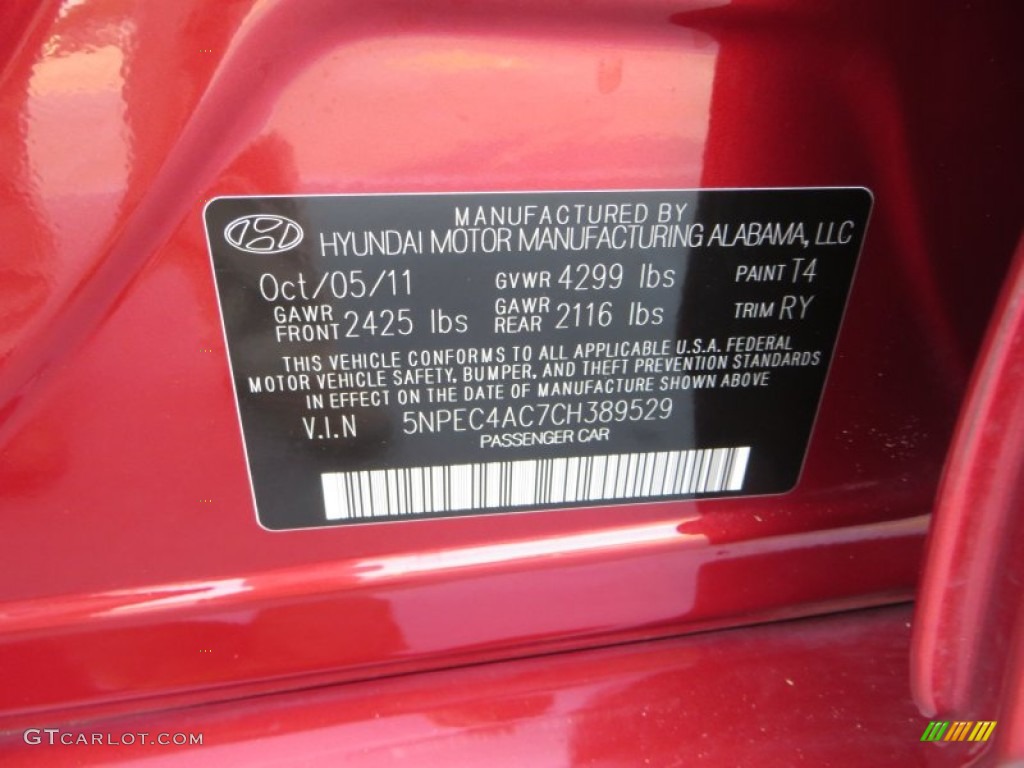 MANUFACTURED BY
HYUNDAI MOTOR MANUFACTURING ALABAMA, LLC
Oct/05/11 GVWR 4299 lbs PAINT T4
GAWR FRONT 2425 lbs GAWR REAR 2116 lbs TRIM RY
THIS VEHICLE CONFORMS TO ALL APPLICABLE U.S.A. FEDERAL
MOTOR VEHICLE SAFETY, BUMPER, AND THEFT PREVENTION STANDARDS
IN EFFECT ON THE DATE OF MANUFACTURE SHOWN ABOVE
V.I.N 5NPEC4AC7CH389529
PASSENGER CAR
GTCARLOT.COM